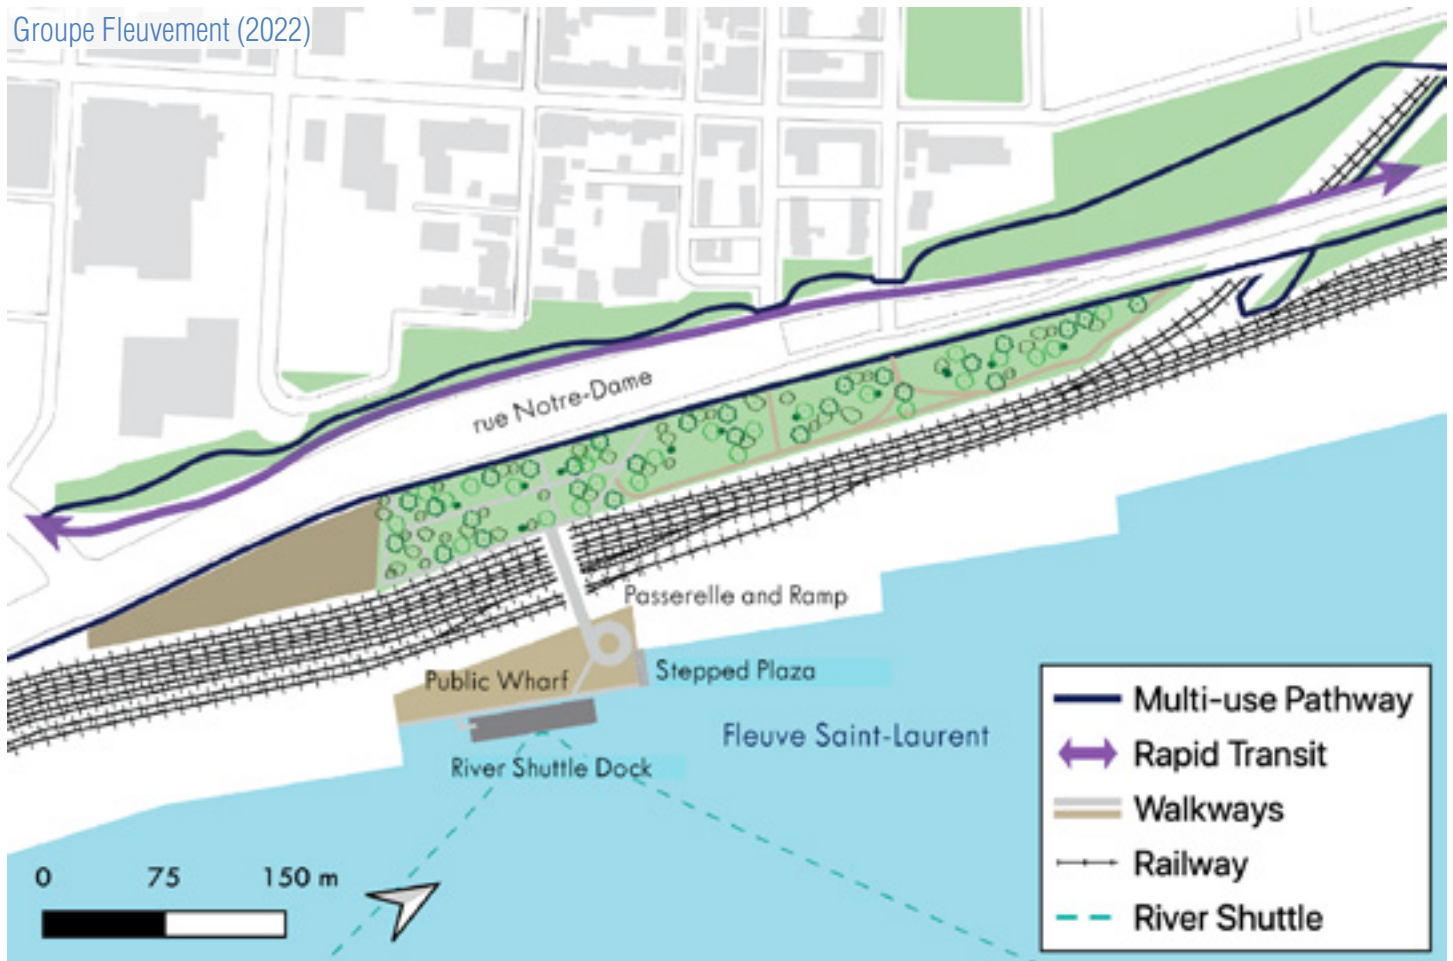 Groupe Fleuvement (2022)
rue Notre-Dame
Passerelle and Ramp
Stepped Plaza
Public Wharf
Fleuve Saint-Laurent
River Shuttle Dock
0 75 150 m
Multi-use Pathway
Rapid Transit
Walkways
Railway
River Shuttle